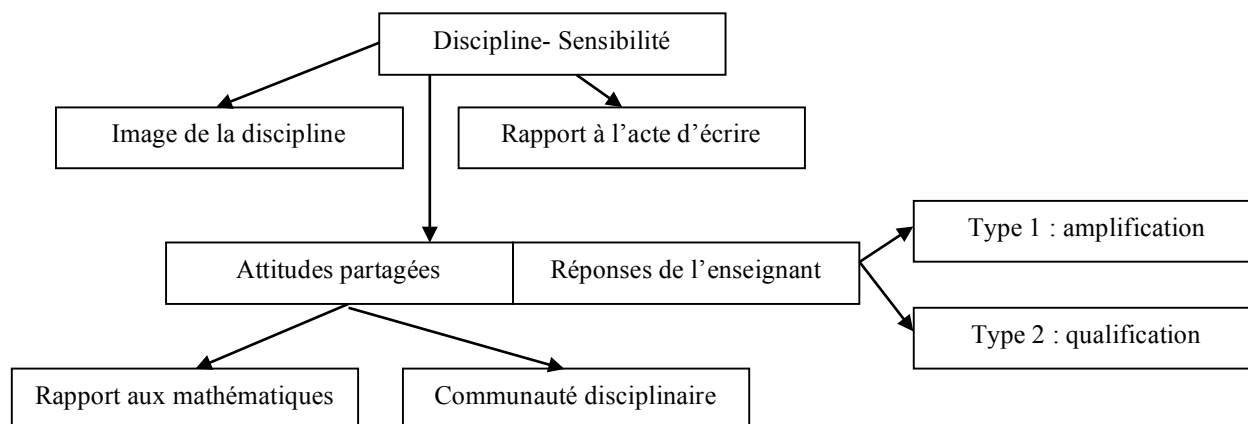 Discipline- Sensibilité
Image de la discipline
Rapport à l’acte d’écrire
Type 1 : amplification
Attitudes partagées
Réponses de l’enseignant
Type 2 : qualification
Rapport aux mathématiques
Communauté disciplinaire